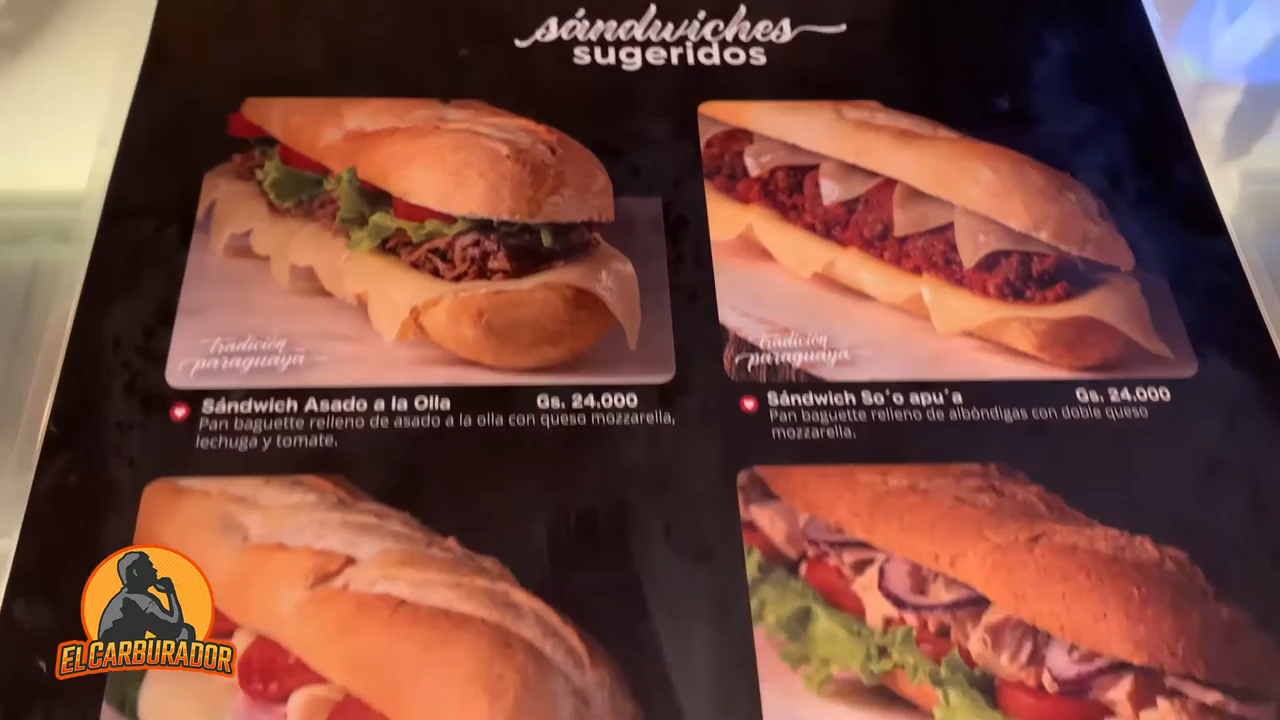 sándwiches
sugeridos
tradición
paraguaya
tradición
paraguaya
Sándwich Asado a la Olla Gs. 24.000
Pan baguette relleno de asado a la olla con queso mozzarella,
lechuga y tomate.
Sándwich So´o apu´a Gs. 24.000
Pan baguette relleno de albóndigas con doble queso
mozzarella.
EL CARBURADOR